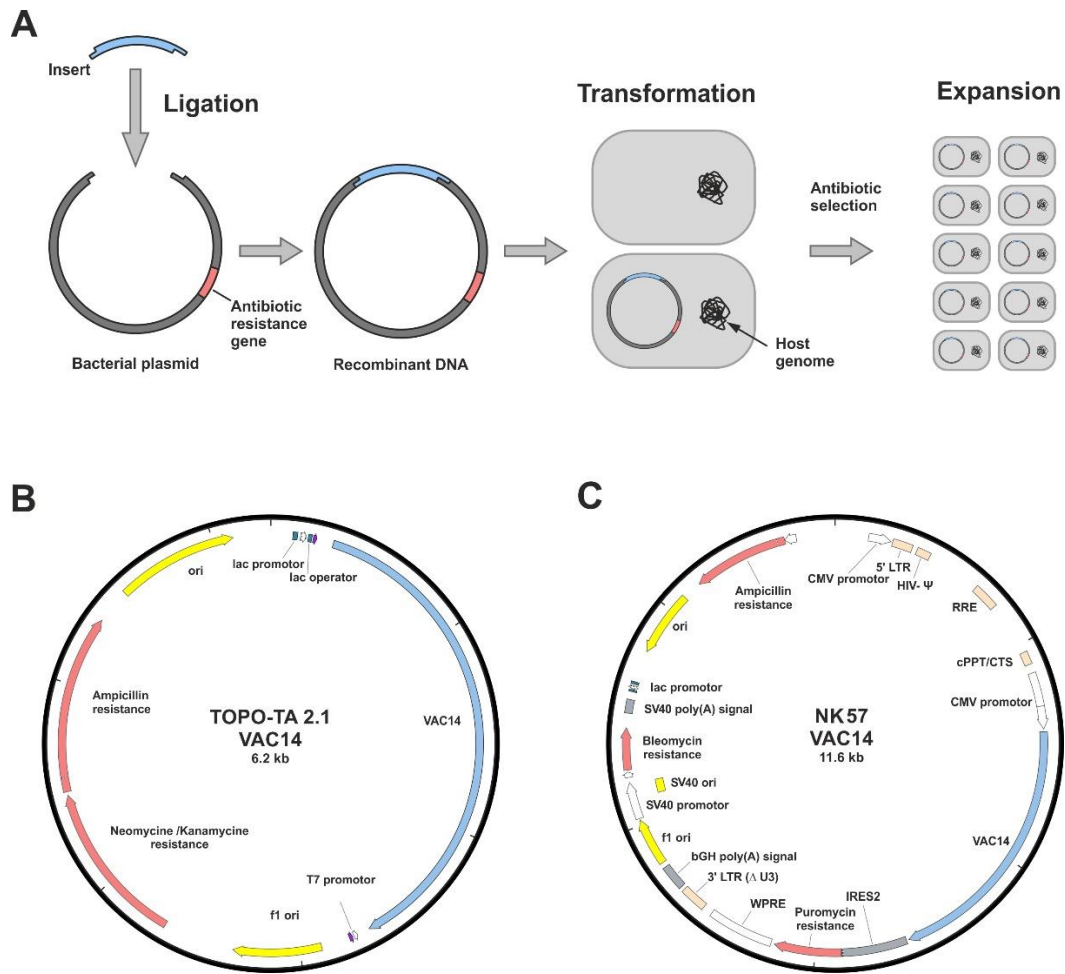 A
Insert
Ligation
Transformation
Expansion
Antibiotic
selection
Antibiotic
resistance
gene
Host
genome
Bacterial plasmid
Recombinant DNA
B
ori
lac promotor
lac operator
Ampicillin
resistance
TOPO-TA 2.1
VAC14
6.2 kb
VAC14
Neomycine /Kanamycine
resistance
T7 promotor
f1 ori
C
CMV promotor
5' LTR
HIV- Ψ
Ampicillin
resistance
RRE
ori
cPPT/CTS
lac promotor
CMV promotor
SV40 poly(A) signal
NK57
VAC14
11.6 kb
Bleomycin
resistance
SV40 ori
SV40 promotor
VAC14
f1 ori
bGH poly(A) signal
3' LTR (Δ U3)
IRES2
WPRE
Puromycin
resistance